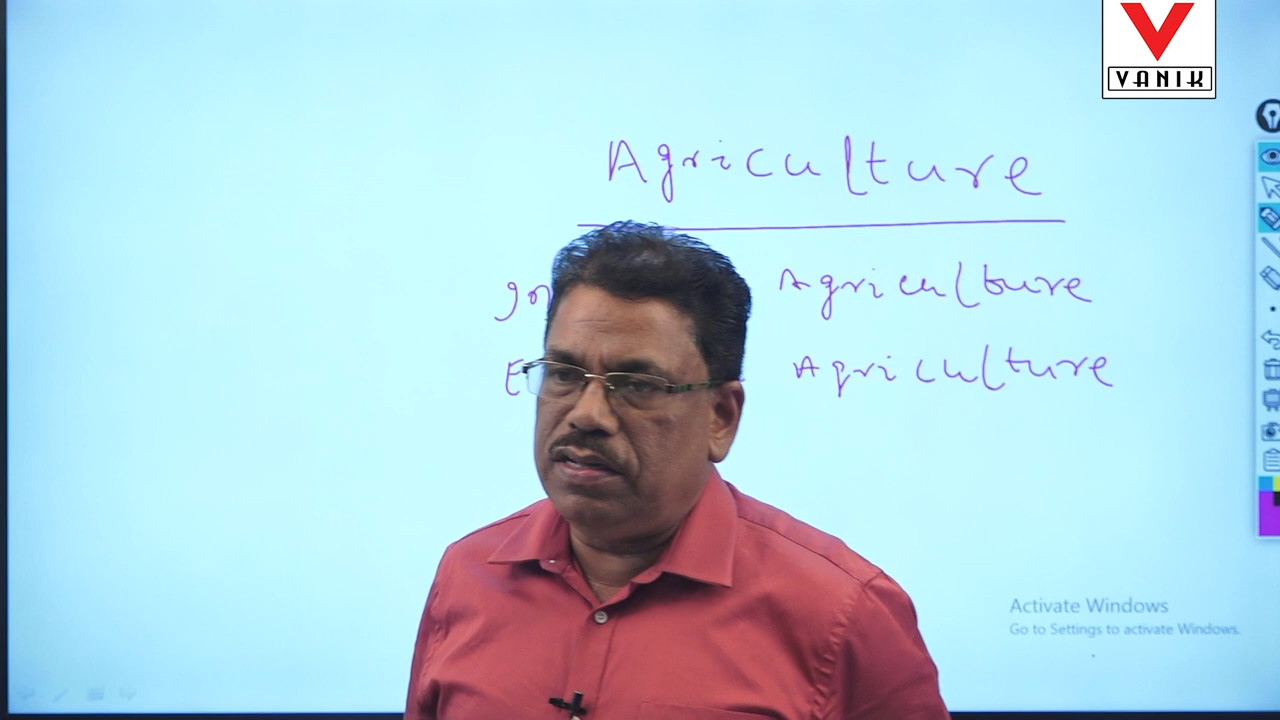 VANIK
Agriculture
Agriculture
Agriculture
Activate Windows
Go to Settings to activate Windows.